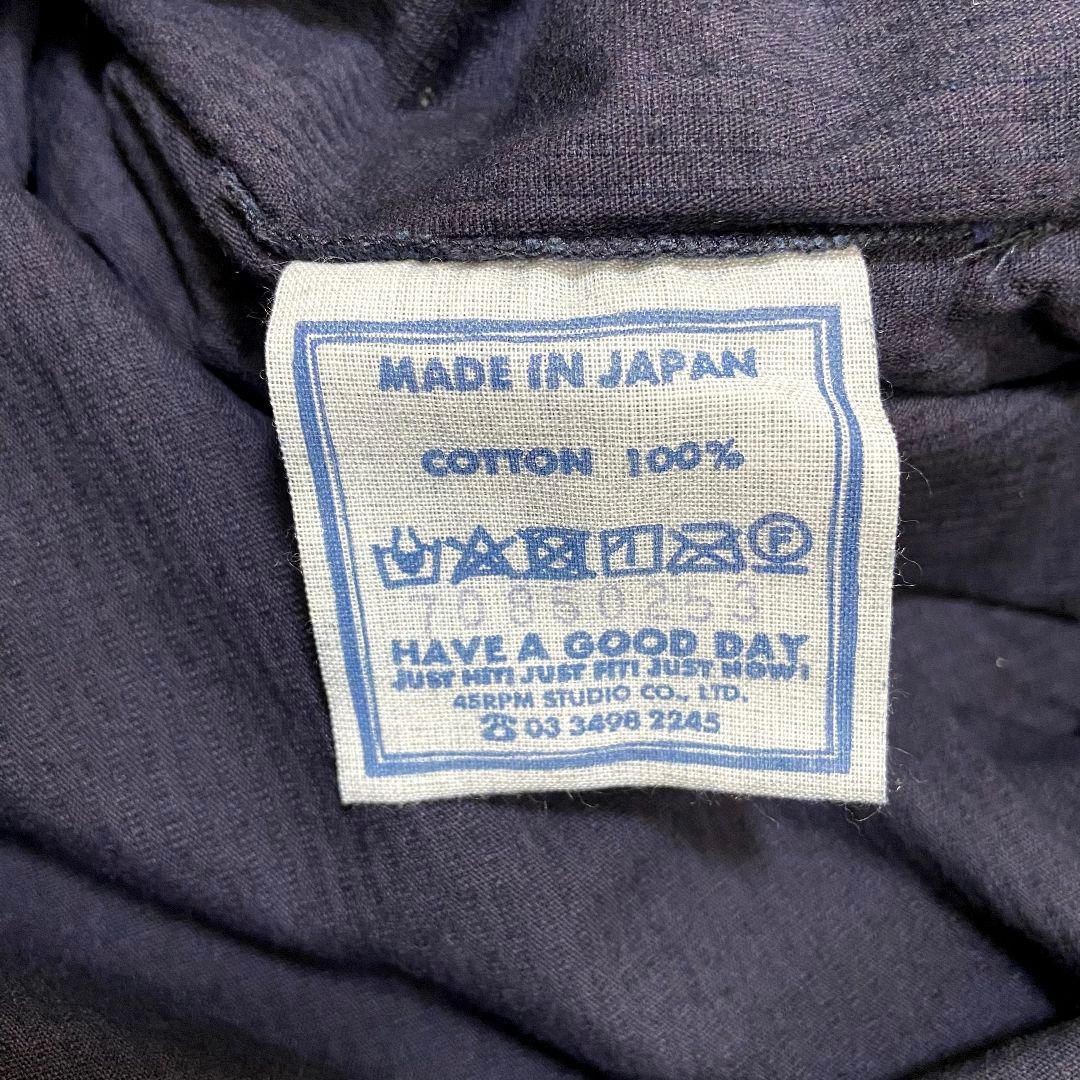 MADE IN JAPAN
COTTON 100%
P
70850253
HAVE A GOOD DAY
JUST HIT! JUST FIT! JUST NOW!
45RPM STUDIO CO., LTD.
☎ 03 3498 2245